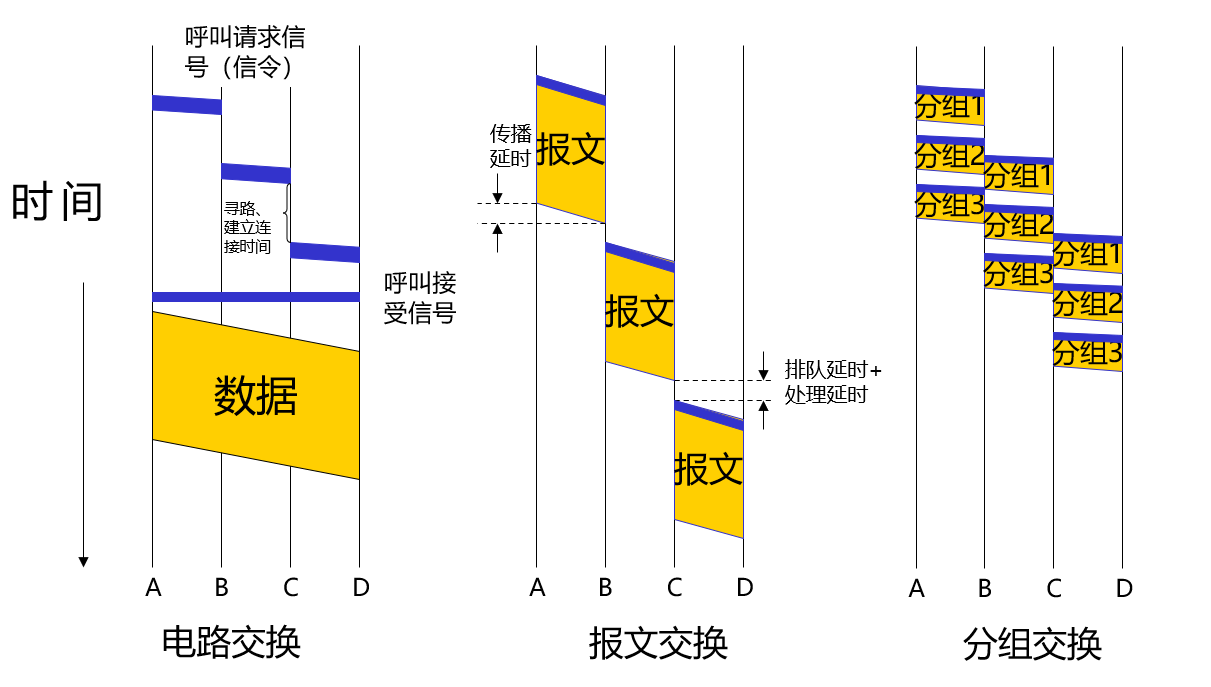 时间
呼叫请求信
号（信令）
寻路、
建立连
接时间
呼叫接
受信号
数据
A
B
C
D
电路交换
传播
延时
报文
报文
报文
排队延时+
处理延时
A
B
C
D
报文交换
分组1
分组2
分组3
分组1
分组2
分组3
分组1
分组2
分组3
A
B
C
D
分组交换